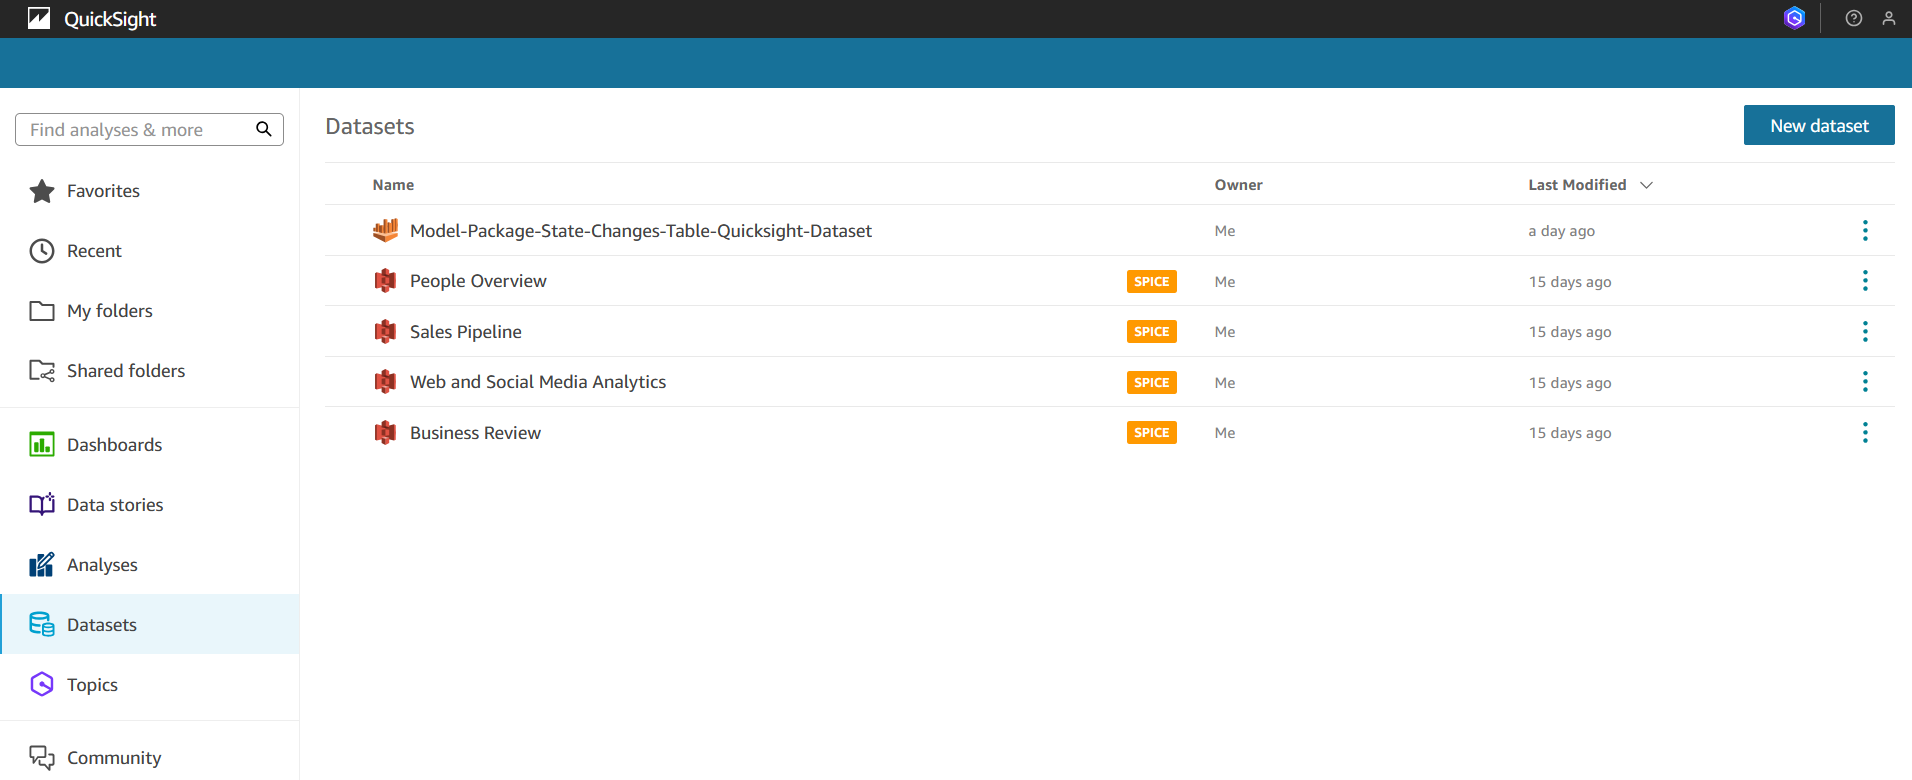 QuickSight
Find analyses & more
Favorites
Recent
My folders
Shared folders
Dashboards
Data stories
Analyses
Datasets
Topics
Community
Datasets
New dataset
Name Owner Last Modified
Model-Package-State-Changes-Table-Quicksight-Dataset Me a day ago
People Overview SPICE Me 15 days ago
Sales Pipeline SPICE Me 15 days ago
Web and Social Media Analytics SPICE Me 15 days ago
Business Review SPICE Me 15 days ago